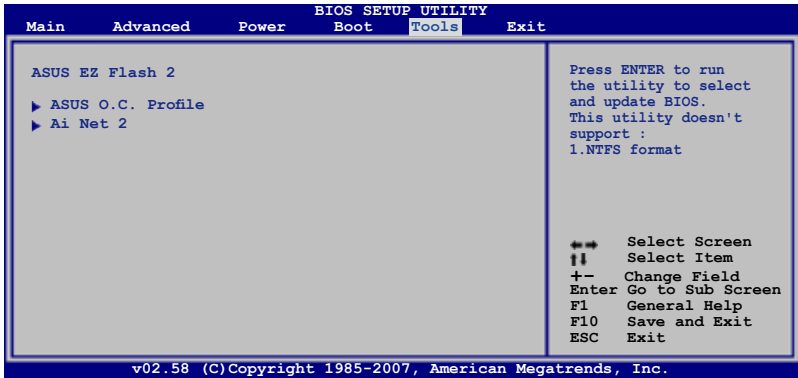 BIOS SETUP UTILITY
Main Advanced Power Boot Tools Exit
ASUS EZ Flash 2
ASUS O.C. Profile
Ai Net 2
Press ENTER to run
the utility to select
and update BIOS.
This utility doesn't
support :
1.NTFS format
Select Screen
Select Item
+- Change Field
Enter Go to Sub Screen
F1 General Help
F10 Save and Exit
ESC Exit
v02.58 (C)Copyright 1985-2007, American Megatrends, Inc.